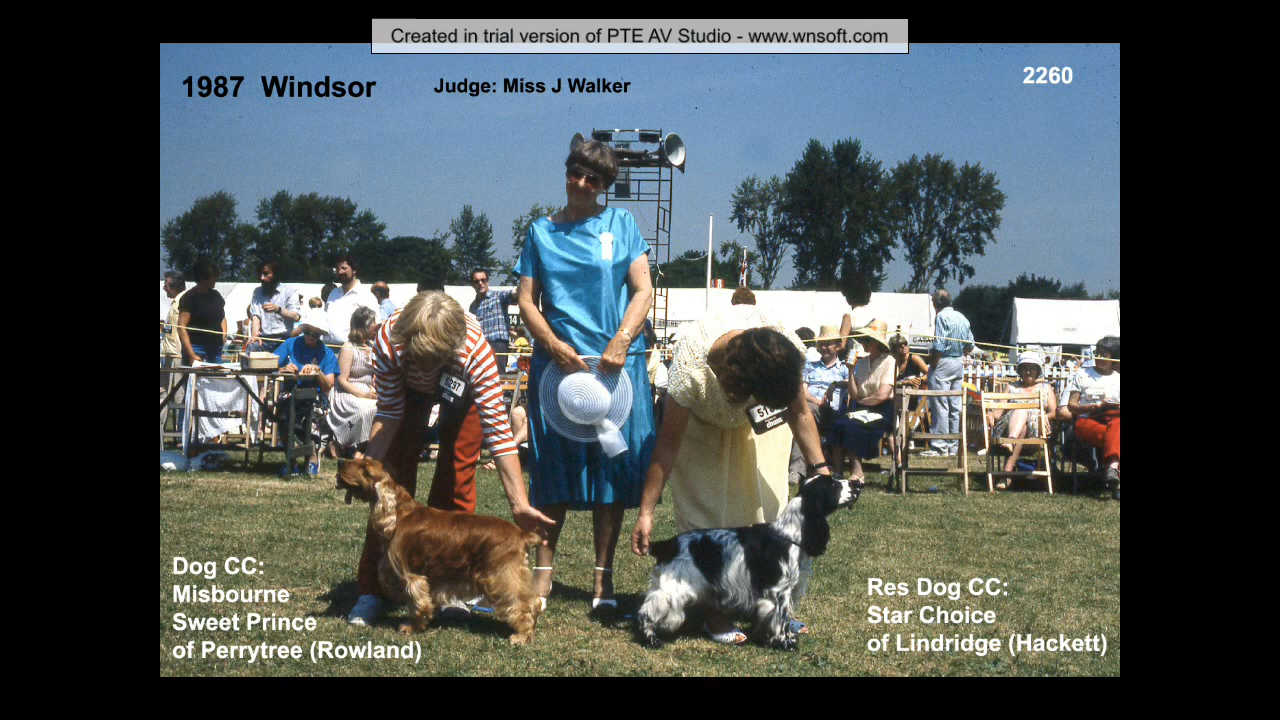 Created in trial version of PTE AV Studio - www.wnsoft.com
1987 Windsor
Judge: Miss J Walker
2260
Dog CC:
Misbourne
Sweet Prince
of Perrytree (Rowland)
Res Dog CC:
Star Choice
of Lindridge (Hackett)